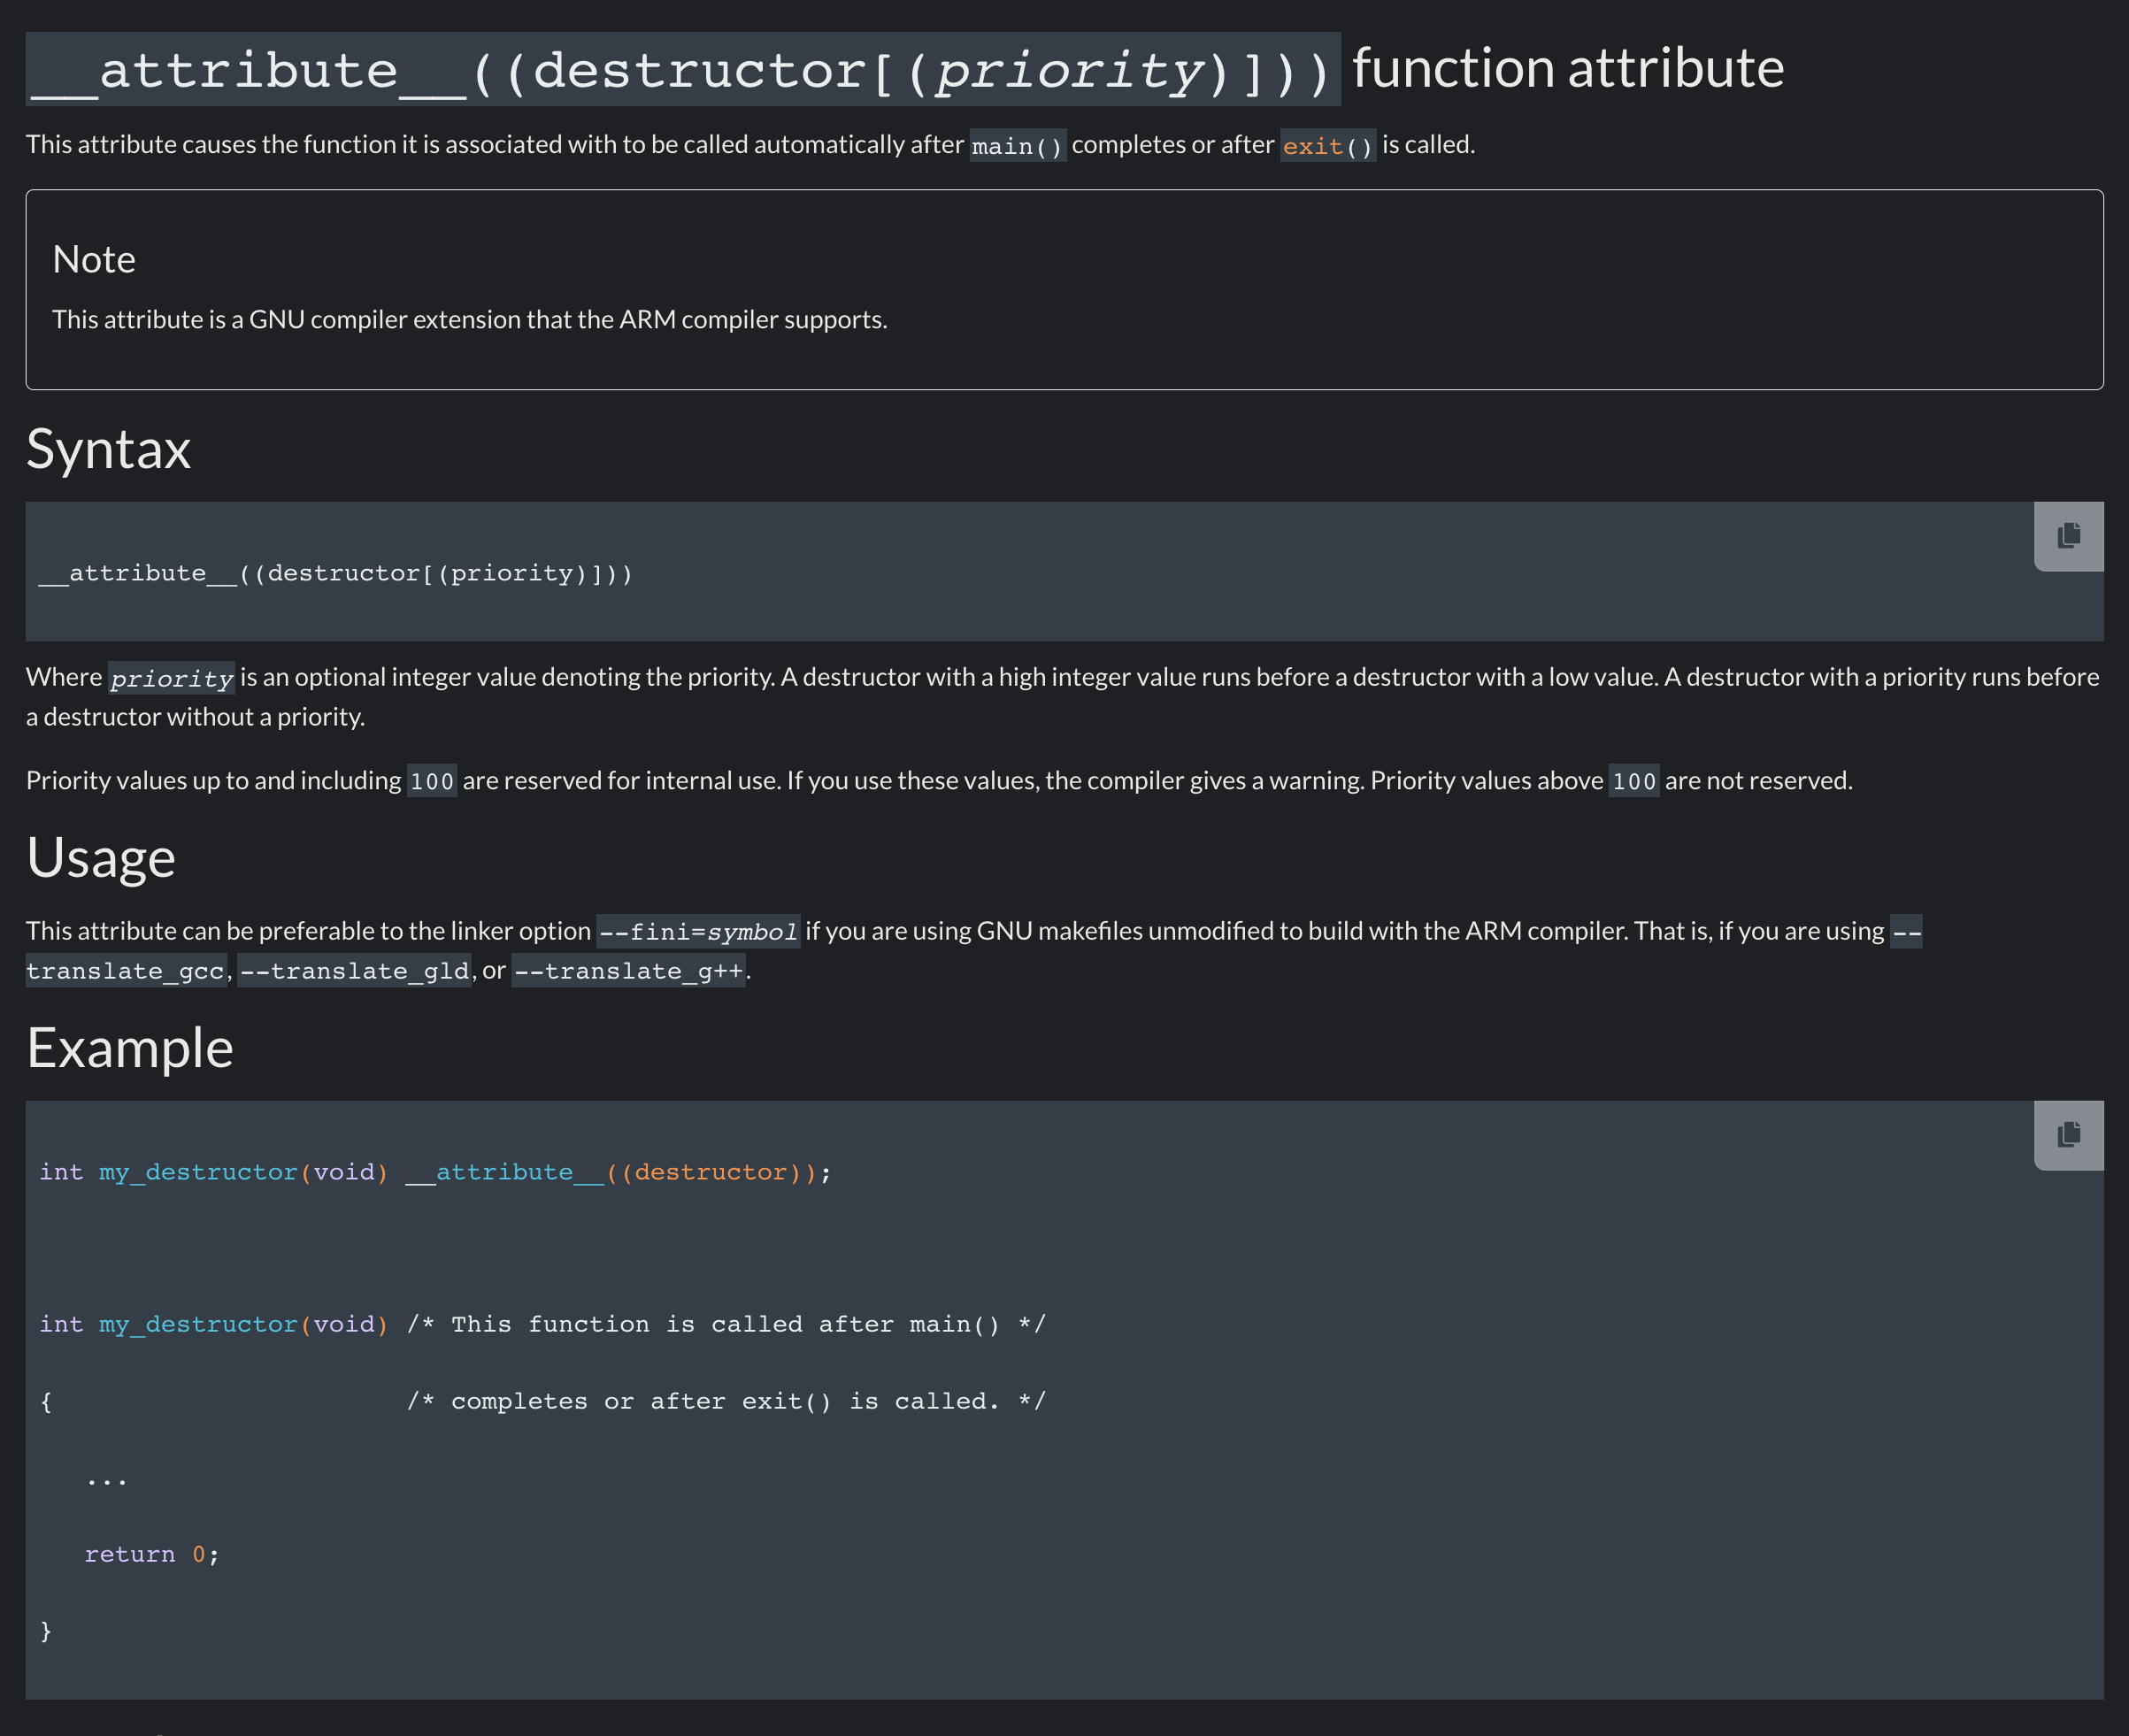 __attribute__((destructor[(priority)])) function attribute
This attribute causes the function it is associated with to be called automatically after main() completes or after exit() is called.
Note
This attribute is a GNU compiler extension that the ARM compiler supports.
Syntax
__attribute__((destructor[(priority)]))
Where priority is an optional integer value denoting the priority. A destructor with a high integer value runs before a destructor with a low value. A destructor with a priority runs before
a destructor without a priority.
Priority values up to and including 100 are reserved for internal use. If you use these values, the compiler gives a warning. Priority values above 100 are not reserved.
Usage
This attribute can be preferable to the linker option --fini=symbol if you are using GNU makefiles unmodified to build with the ARM compiler. That is, if you are using --
translate_gcc, --translate_gld, or --translate_g++.
Example
int my_destructor(void) __attribute__((destructor));
int my_destructor(void) /* This function is called after main() */
{                        /* completes or after exit() is called. */
   ...
   return 0;
}